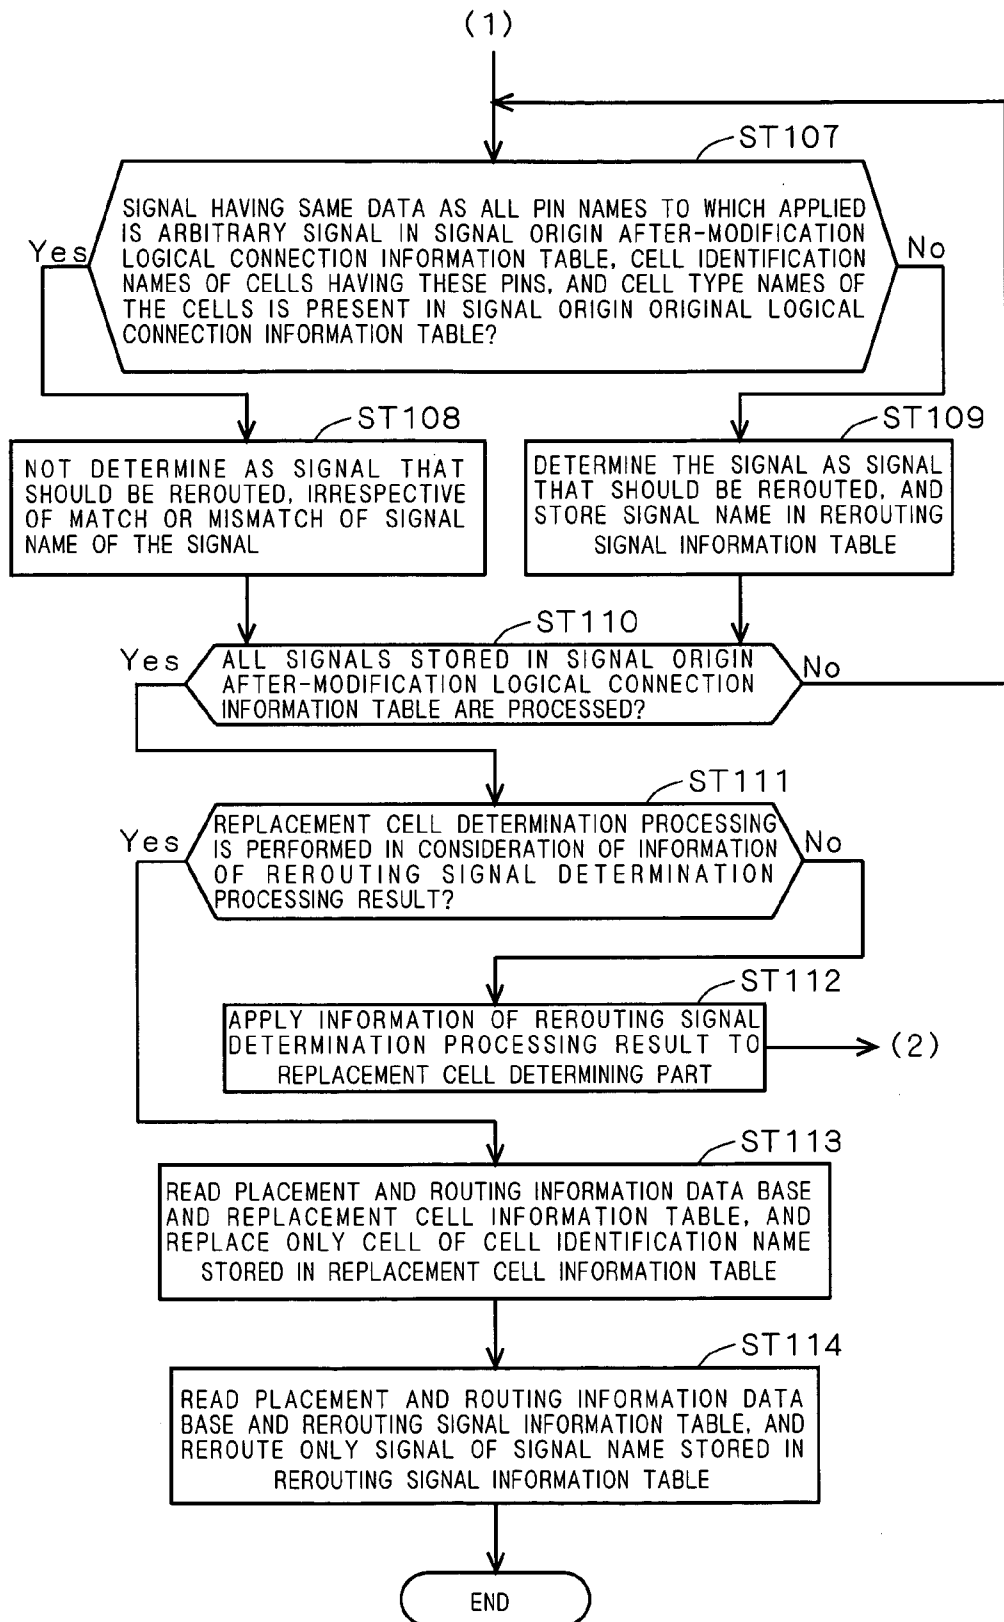 (1)
ST107
SIGNAL HAVING SAME DATA AS ALL PIN NAMES TO WHICH APPLIED
IS ARBITRARY SIGNAL IN SIGNAL ORIGIN AFTER-MODIFICATION
LOGICAL CONNECTION INFORMATION TABLE, CELL IDENTIFICATION
NAMES OF CELLS HAVING THESE PINS, AND CELL TYPE NAMES OF
THE CELLS IS PRESENT IN SIGNAL ORIGIN ORIGINAL LOGICAL
CONNECTION INFORMATION TABLE?
Yes
No
ST108
NOT DETERMINE AS SIGNAL THAT
SHOULD BE REROUTED, IRRESPECTIVE
OF MATCH OR MISMATCH OF SIGNAL
NAME OF THE SIGNAL
ST109
DETERMINE THE SIGNAL AS SIGNAL
THAT SHOULD BE REROUTED, AND
STORE SIGNAL NAME IN REROUTING
SIGNAL INFORMATION TABLE
ST110
Yes
ALL SIGNALS STORED IN SIGNAL ORIGIN
AFTER-MODIFICATION LOGICAL CONNECTION
INFORMATION TABLE ARE PROCESSED?
No
ST111
Yes
REPLACEMENT CELL DETERMINATION PROCESSING
IS PERFORMED IN CONSIDERATION OF INFORMATION
OF REROUTING SIGNAL DETERMINATION
PROCESSING RESULT?
No
ST112
APPLY INFORMATION OF REROUTING SIGNAL
DETERMINATION PROCESSING RESULT TO
REPLACEMENT CELL DETERMINING PART
(2)
ST113
READ PLACEMENT AND ROUTING INFORMATION DATA BASE
AND REPLACEMENT CELL INFORMATION TABLE, AND
REPLACE ONLY CELL OF CELL IDENTIFICATION NAME
STORED IN REPLACEMENT CELL INFORMATION TABLE
ST114
READ PLACEMENT AND ROUTING INFORMATION DATA
BASE AND REROUTING SIGNAL INFORMATION TABLE, AND
REROUTE ONLY SIGNAL OF SIGNAL NAME STORED IN
REROUTING SIGNAL INFORMATION TABLE
END